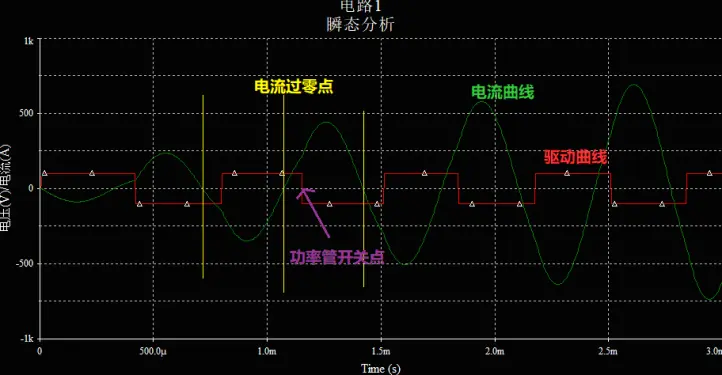 电路1
瞬态分析
1k
电流过零点
电流曲线
500
驱动曲线
电压(V)/电流(A)
0
功率管开关点
-500
-1k
0
500.0µ
1.0m
1.5m
2.0m
2.5m
3.0m
Time (s)